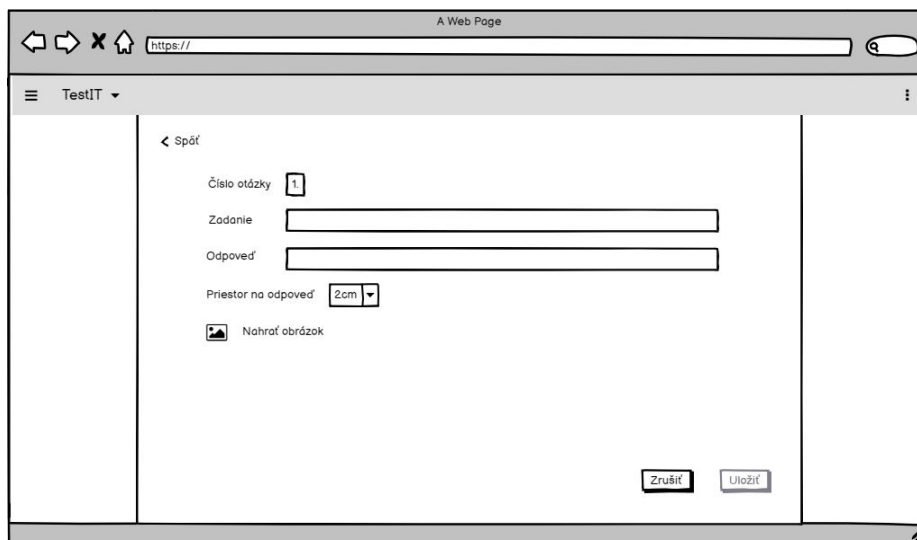 A Web Page
https://
TestIT
Späť
Číslo otázky 1.
Zadanie
Odpoveď
Priestor na odpoveď 2cm
Nahrať obrázok
Zrušiť Uložiť